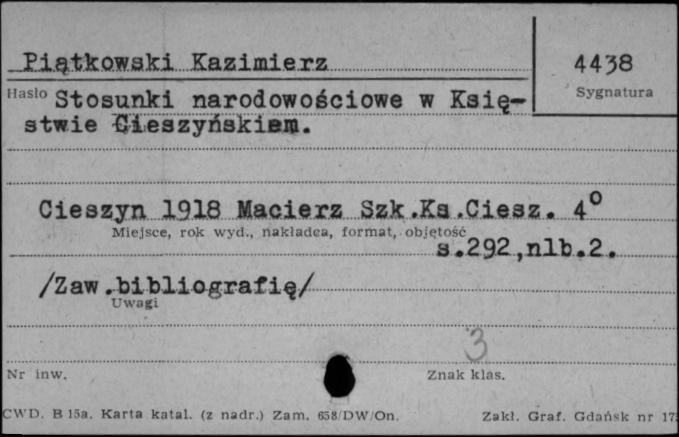 Piątkowski Kazimierz
4438
Hasło
Sygnatura
Stosunki narodowościowe w Księ-
stwie Cieszyńskiem.
Cieszyn 1918 Macierz Szk.Ks.Ciesz. 4⁰
Miejsce, rok wyd., nakładca, format, objętość
s.292,nlb.2.
/Zaw.bibliografię/
Uwagi
3
Nr inw.
Znak klas.
CWD. B 15a. Karta katal. (z nadr.) Zam. 658/DW/On.
Zakł. Graf. Gdańsk nr